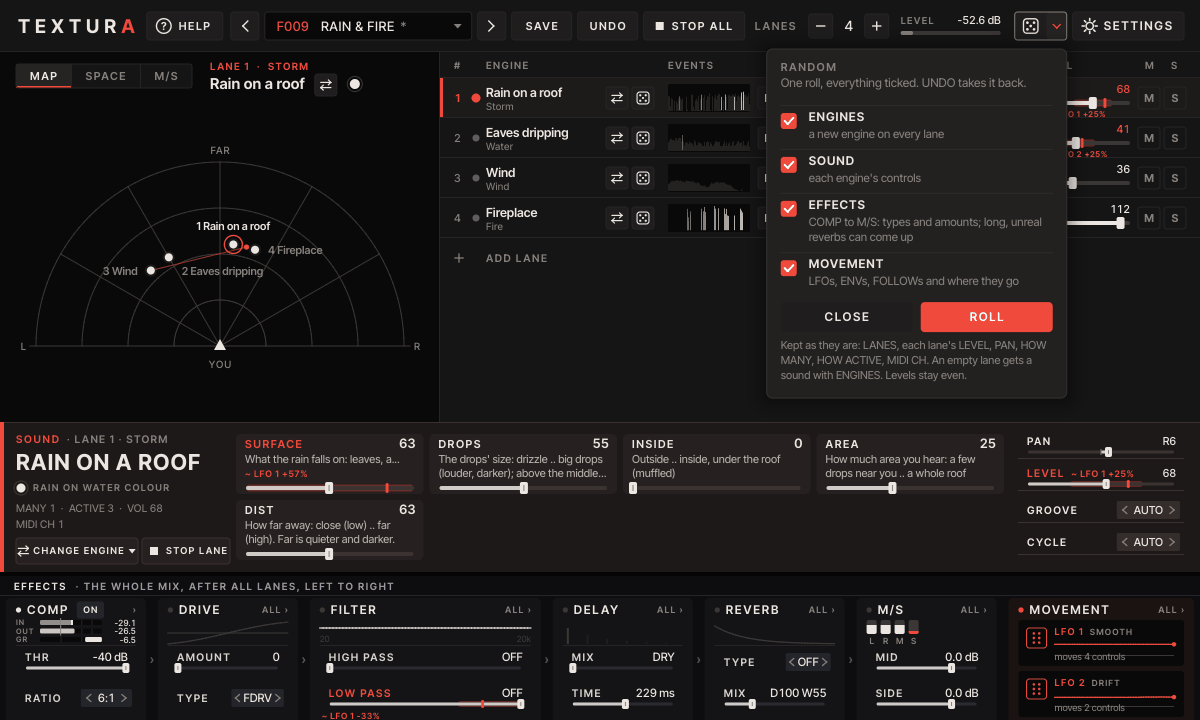 TEXTURA
HELP
F009 RAIN & FIRE *
SAVE
UNDO
STOP ALL
LANES
4
LEVEL -52.6 dB
SETTINGS
MAP
SPACE
M/S
LANE 1 · STORM
Rain on a roof
FAR
1 Rain on a roof
4 Fireplace
3 Wind
2 Eaves dripping
L
R
YOU
# ENGINE EVENTS
M S
1 Rain on a roof
Storm
68
M S
+25%
2 Eaves dripping
Water
41
M S
+25%
3 Wind
Wind
36
M S
4 Fireplace
Fire
112
M S
ADD LANE
RANDOM
One roll, everything ticked. UNDO takes it back.
ENGINES
a new engine on every lane
SOUND
each engine's controls
EFFECTS
COMP to M/S: types and amounts; long, unreal
reverbs can come up
MOVEMENT
LFOs, ENVs, FOLLOWs and where they go
CLOSE
ROLL
Kept as they are: LANES, each lane's LEVEL, PAN, HOW
MANY, HOW ACTIVE, MIDI CH. An empty lane gets a
sound with ENGINES. Levels stay even.
SOUND · LANE 1 · STORM
RAIN ON A ROOF
RAIN ON WATER COLOUR
MANY 1 · ACTIVE 3 · VOL 68
MIDI CH 1
CHANGE ENGINE
STOP LANE
SURFACE 63
What the rain falls on: leaves, a...
~ LFO 1 +57%
DROPS 55
The drops' size: drizzle .. big drops
(louder, darker); above the middle...
INSIDE 0
Outside .. inside, under the roof
(muffled)
AREA 25
How much area you hear: a few
drops near you .. a whole roof
DIST 63
How far away: close (low) .. far
(high). Far is quieter and darker.
PAN R6
LEVEL ~ LFO 1 +25% 68
GROOVE < AUTO >
CYCLE < AUTO >
EFFECTS · THE WHOLE MIX, AFTER ALL LANES, LEFT TO RIGHT
COMP ON ›
IN -29.1
OUT -26.5
GR -6.5
THR -40 dB
RATIO < 6:1 >
DRIVE ALL ›
AMOUNT 0
TYPE < FDRV >
FILTER ALL ›
20 20k
HIGH PASS OFF
LOW PASS OFF
~ LFO 1 -33%
DELAY ALL ›
MIX DRY
TIME 229 ms
REVERB ALL ›
TYPE < OFF >
MIX D100 W55
M/S ALL ›
L R M S
MID 0.0 dB
SIDE 0.0 dB
MOVEMENT ALL ›
LFO 1 SMOOTH
moves 4 controls
LFO 2 DRIFT
moves 2 controls